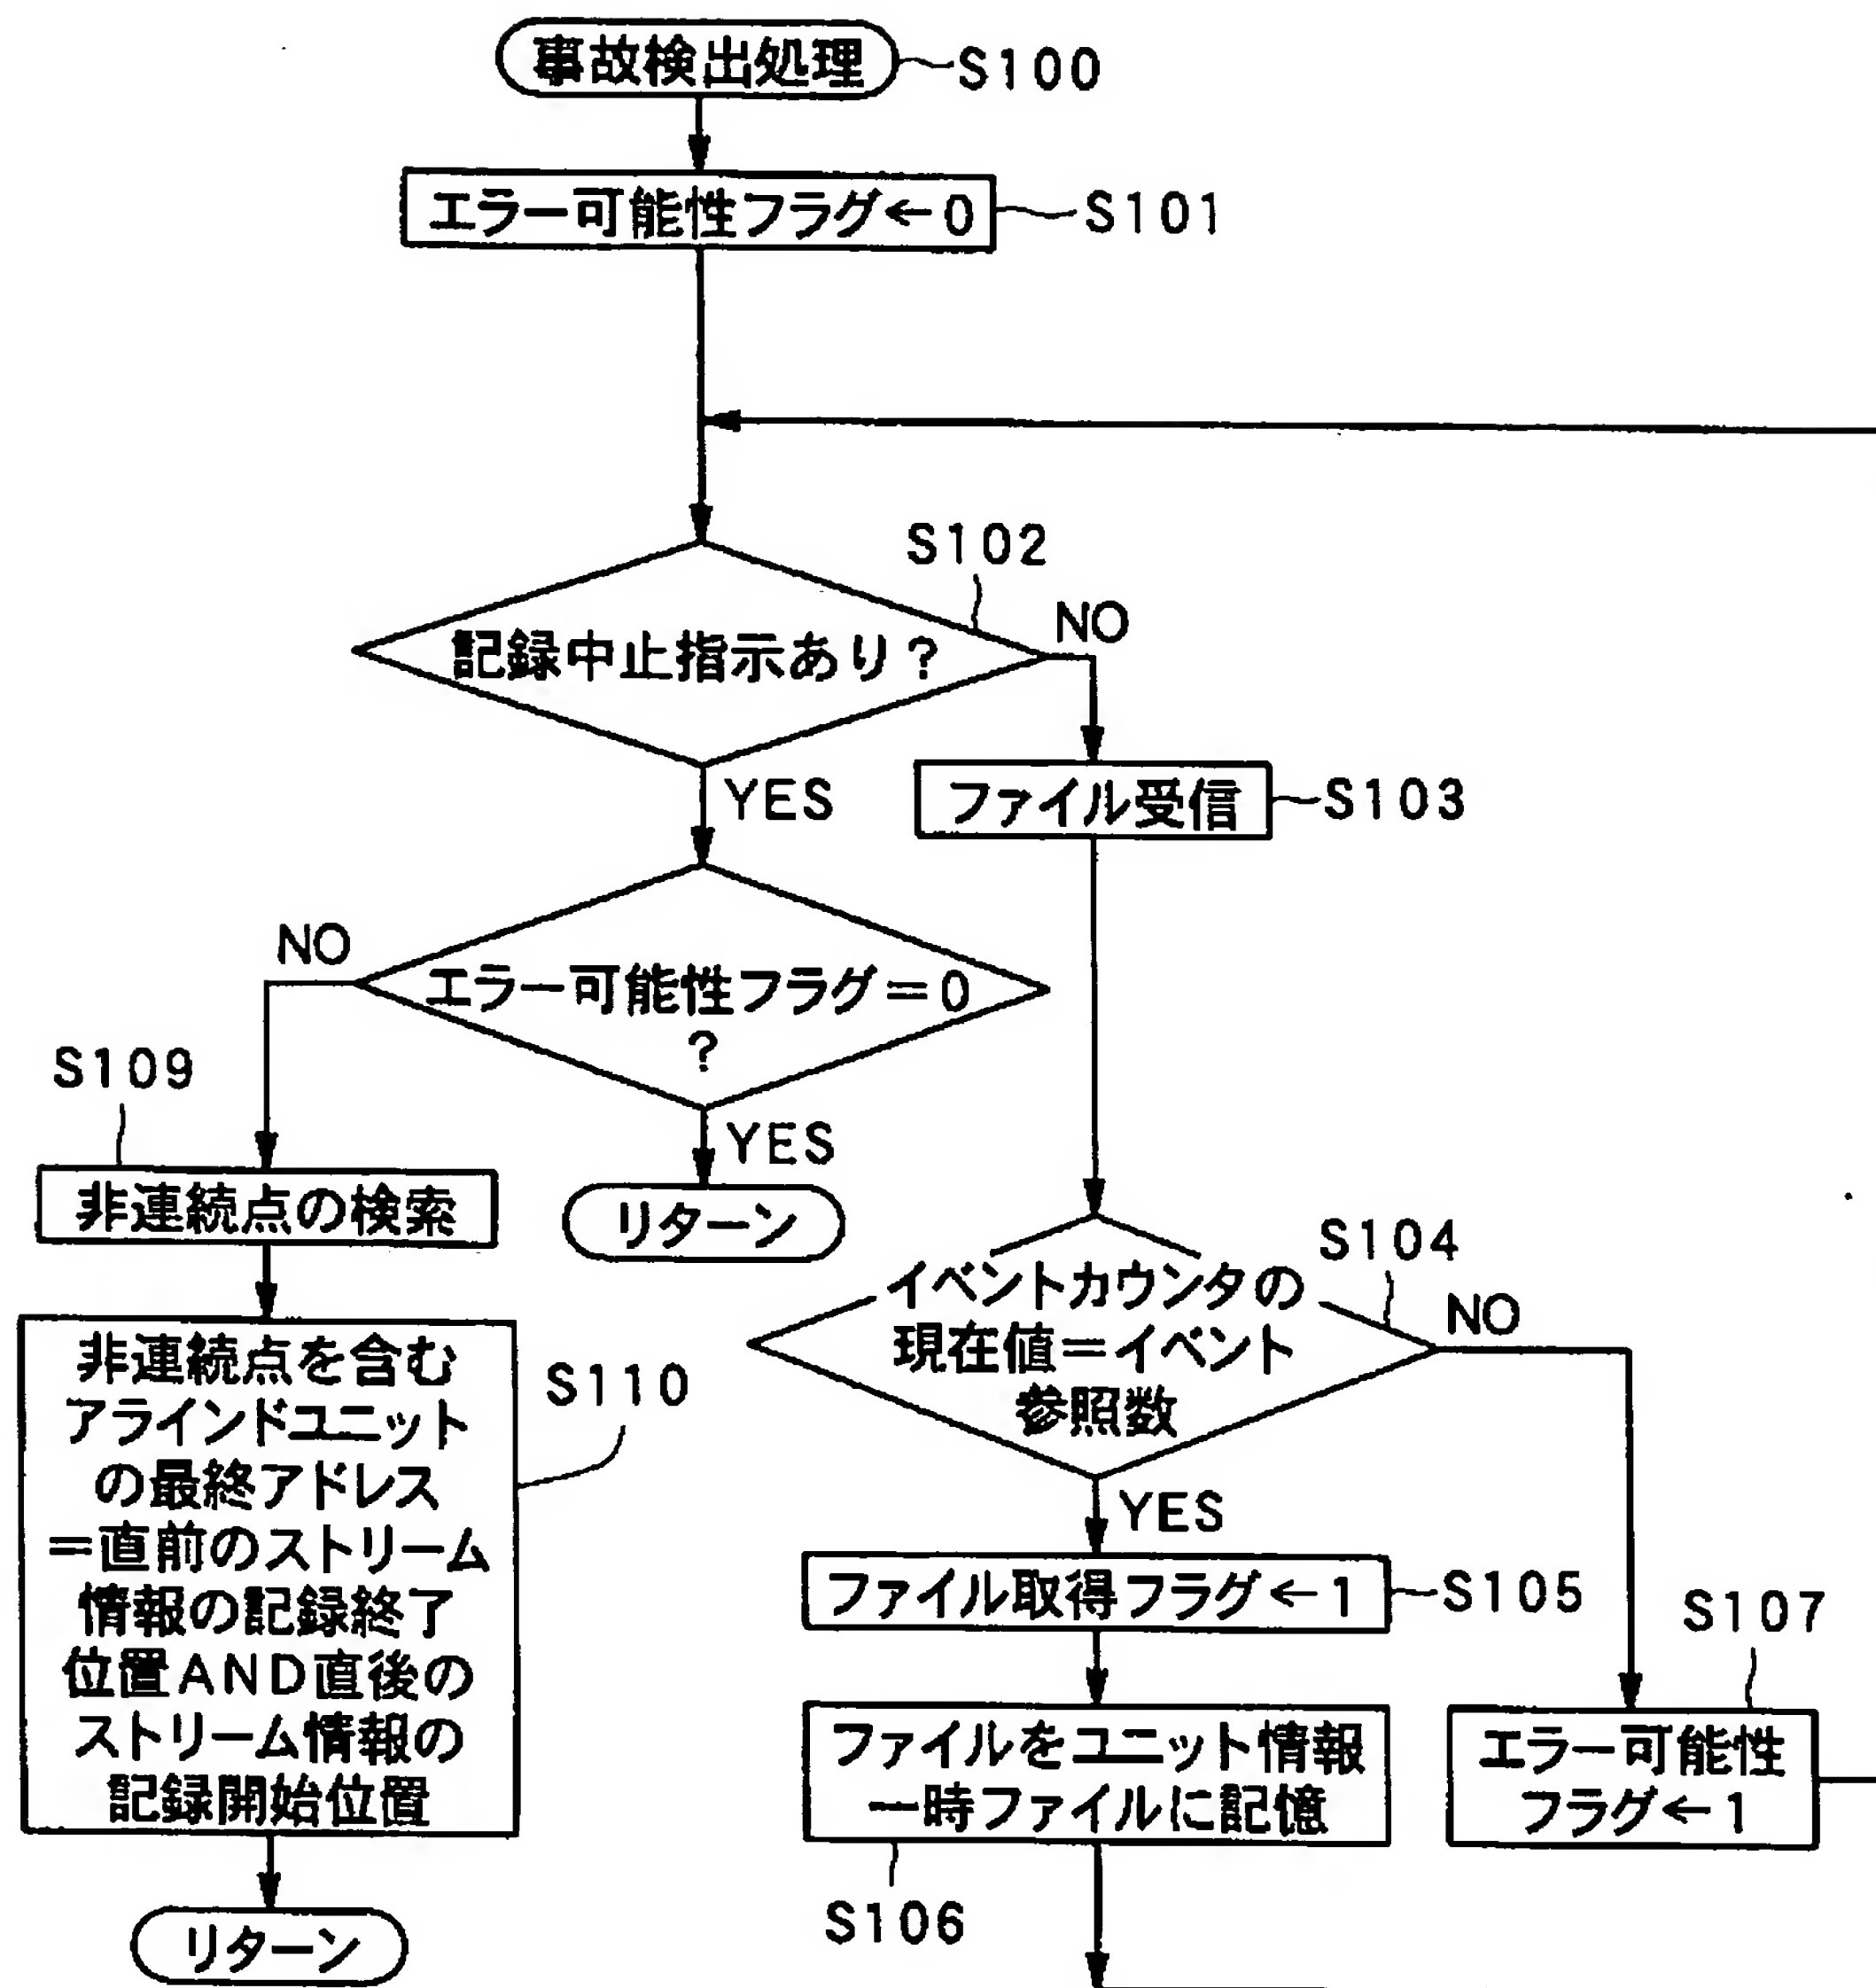 事故検出処理
S100
エラー可能性フラグ←0
S101
S102
記録中止指示あり?
NO
YES
ファイル受信
S103
NO
エラー可能性フラグ=0
?
YES
リターン
S109
非連続点の検索
S110
非連続点を含む
アラインドユニット
の最終アドレス
=直前のストリーム
情報の記録終了
位置AND直後の
ストリーム情報の
記録開始位置
リターン
S104
イベントカウンタの
現在値=イベント
参照数
NO
YES
ファイル取得フラグ←1
S105
ファイルをユニット情報
一時ファイルに記憶
S106
S107
エラー可能性
フラグ←1